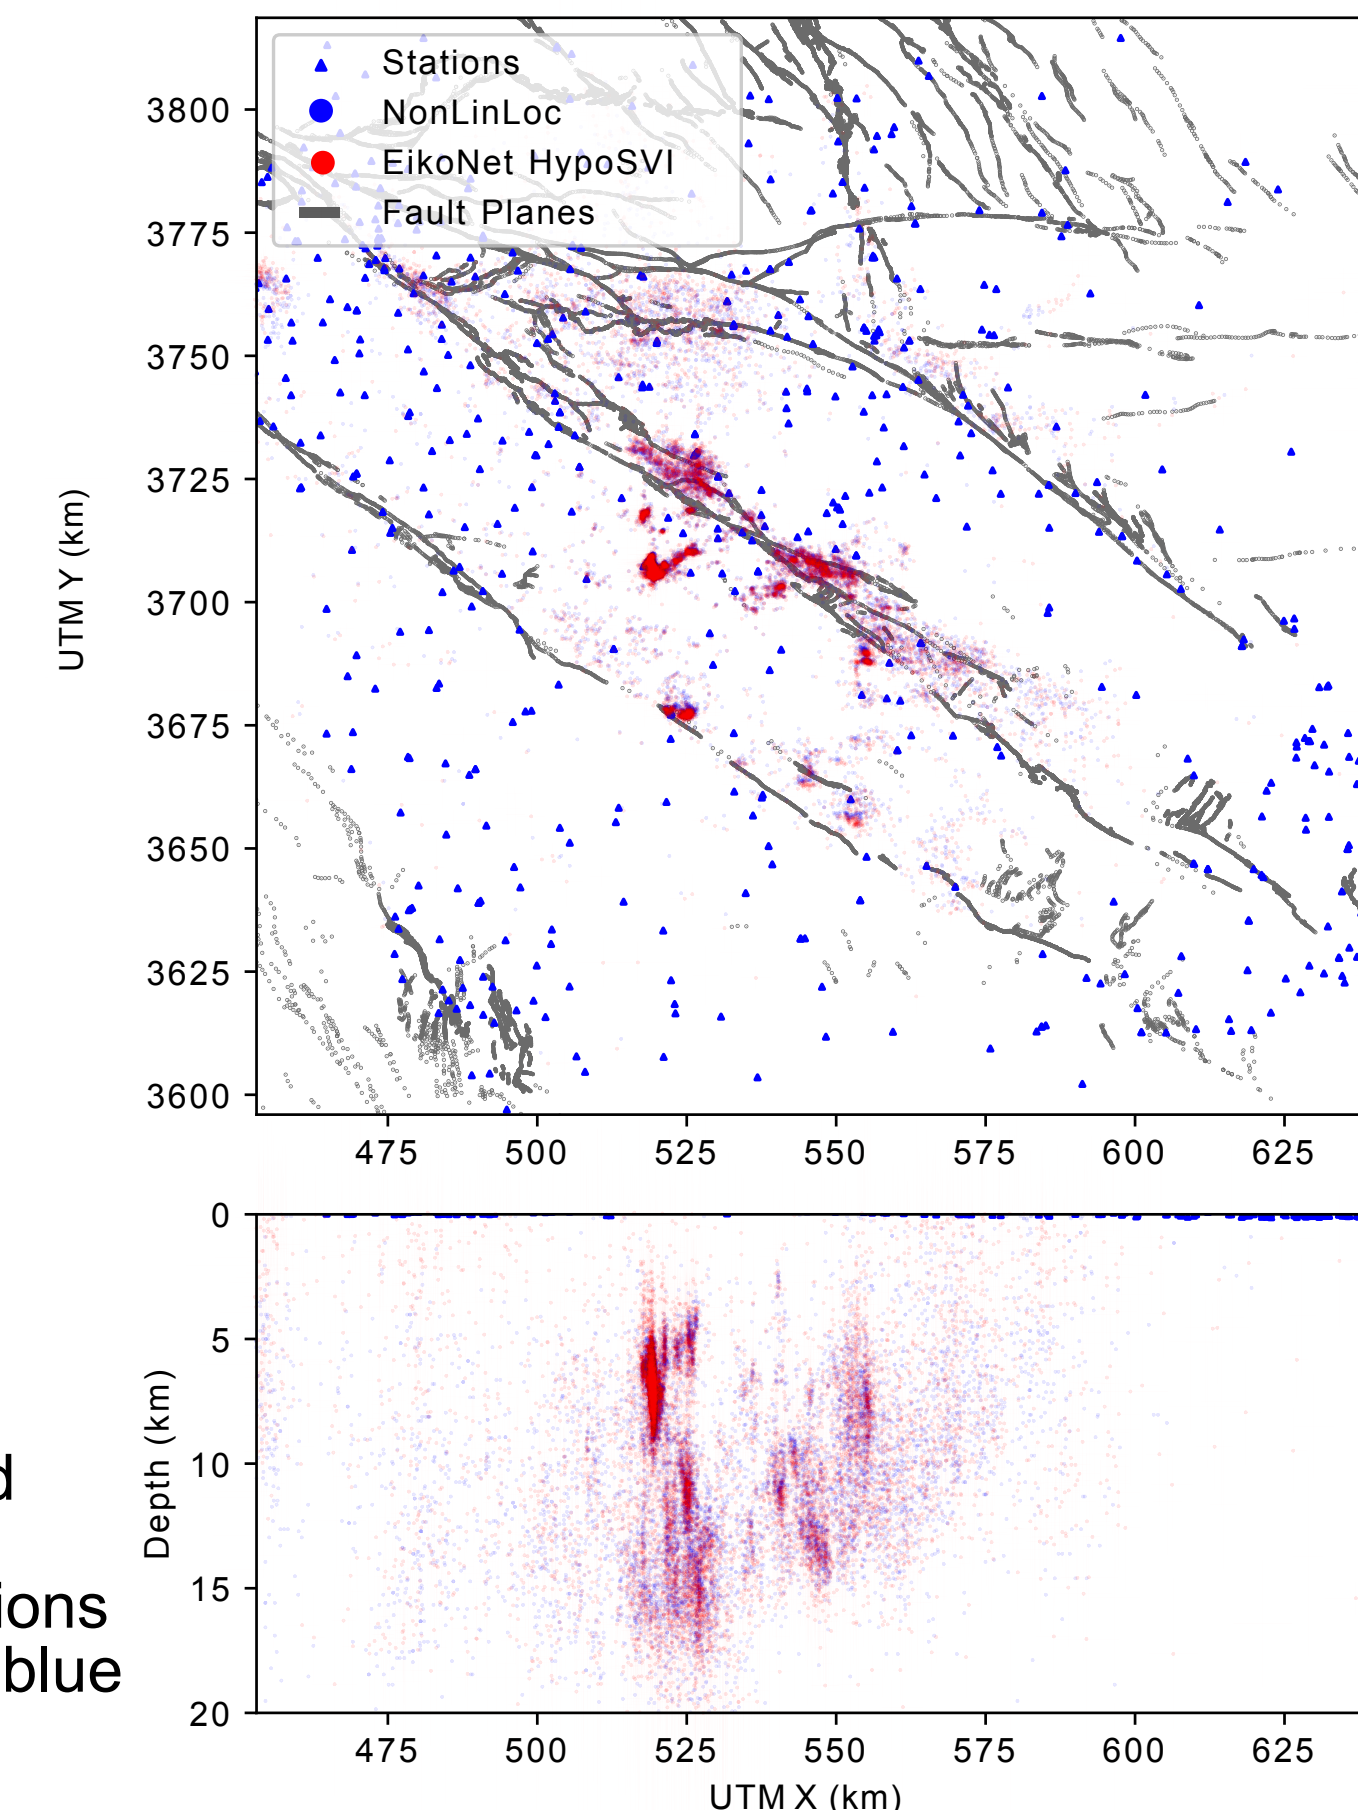 Stations
NonLinLoc
EikoNet HypoSVI
Fault Planes
3800
3775
3750
3725
3700
3675
3650
3625
3600
UTM Y (km)
475 500 525 550 575 600 625
0
5
10
15
20
Depth (km)
475 500 525 550 575 600 625
UTM X (km)
d
ions
blue